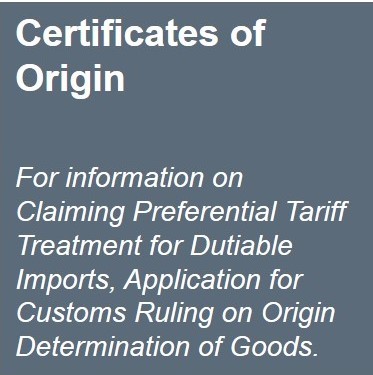 Certificates of
Origin
For information on
Claiming Preferential Tariff
Treatment for Dutiable
Imports, Application for
Customs Ruling on Origin
Determination of Goods.